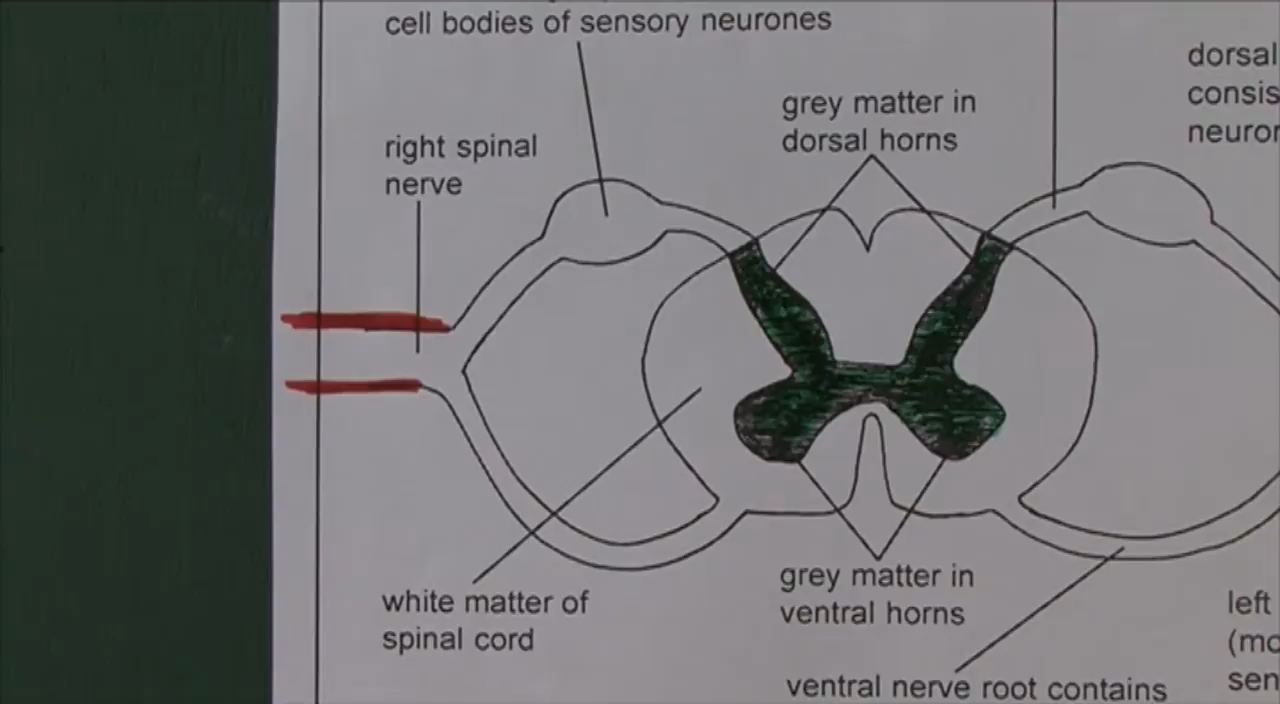 cell bodies of sensory neurones
dorsal
consis
neuron
grey matter in
dorsal horns
right spinal
nerve
white matter of
spinal cord
grey matter in
ventral horns
left
(mo
sen
ventral nerve root contains